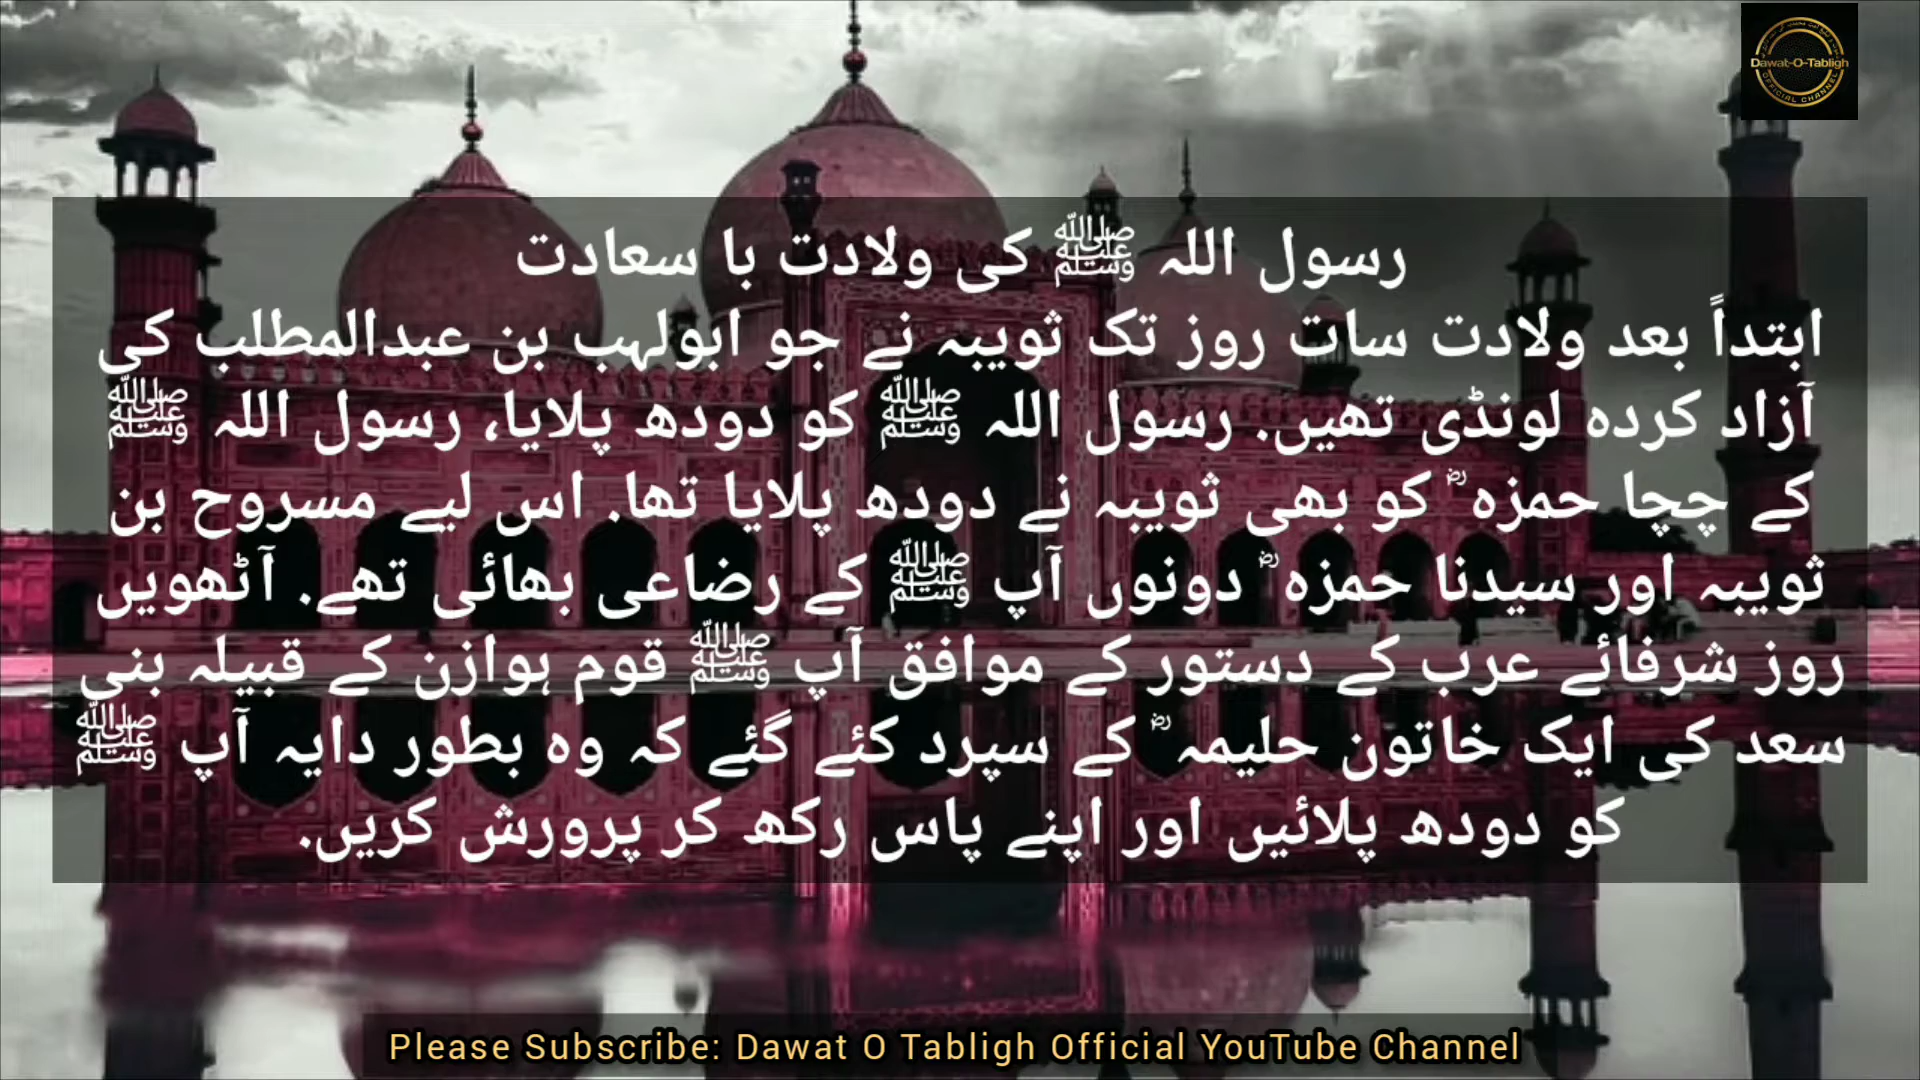 Dawat-O-Tabligh
OFFICIAL CHANNEL
رسول اللہ ﷺ کی ولادت با سعادت
ابتداً بعد ولادت سات روز تک ثویبہ نے جو ابولہب بن عبدالمطلب کی
آزاد کردہ لونڈی تھیں. رسول اللہ ﷺ کو دودھ پلایا، رسول اللہ ﷺ
کے چچا حمزہ ؓ کو بھی ثویبہ نے دودھ پلایا تھا. اس لیے مسروح بن
ثویبہ اور سیدنا حمزہ ؓ دونوں آپ ﷺ کے رضاعی بھائی تھے. آٹھویں
روز شرفائے عرب کے دستور کے موافق آپ ﷺ قوم ہوازن کے قبیلہ بنی
سعد کی ایک خاتون حلیمہ ؓ کے سپرد کئے گئے کہ وہ بطور دایہ آپ ﷺ
کو دودھ پلائیں اور اپنے پاس رکھ کر پرورش کریں.
Please Subscribe: Dawat O Tabligh Official YouTube Channel